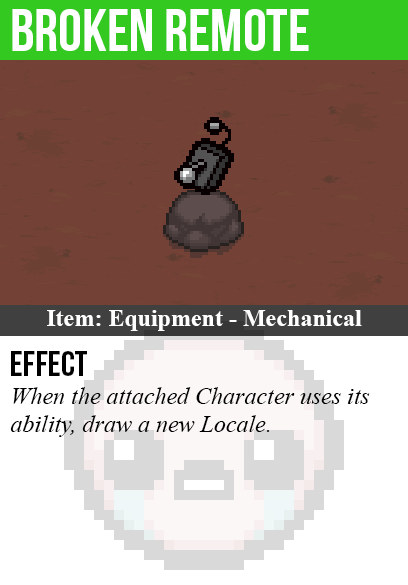 BROKEN REMOTE
Item: Equipment - Mechanical
EFFECT
When the attached Character uses its
ability, draw a new Locale.